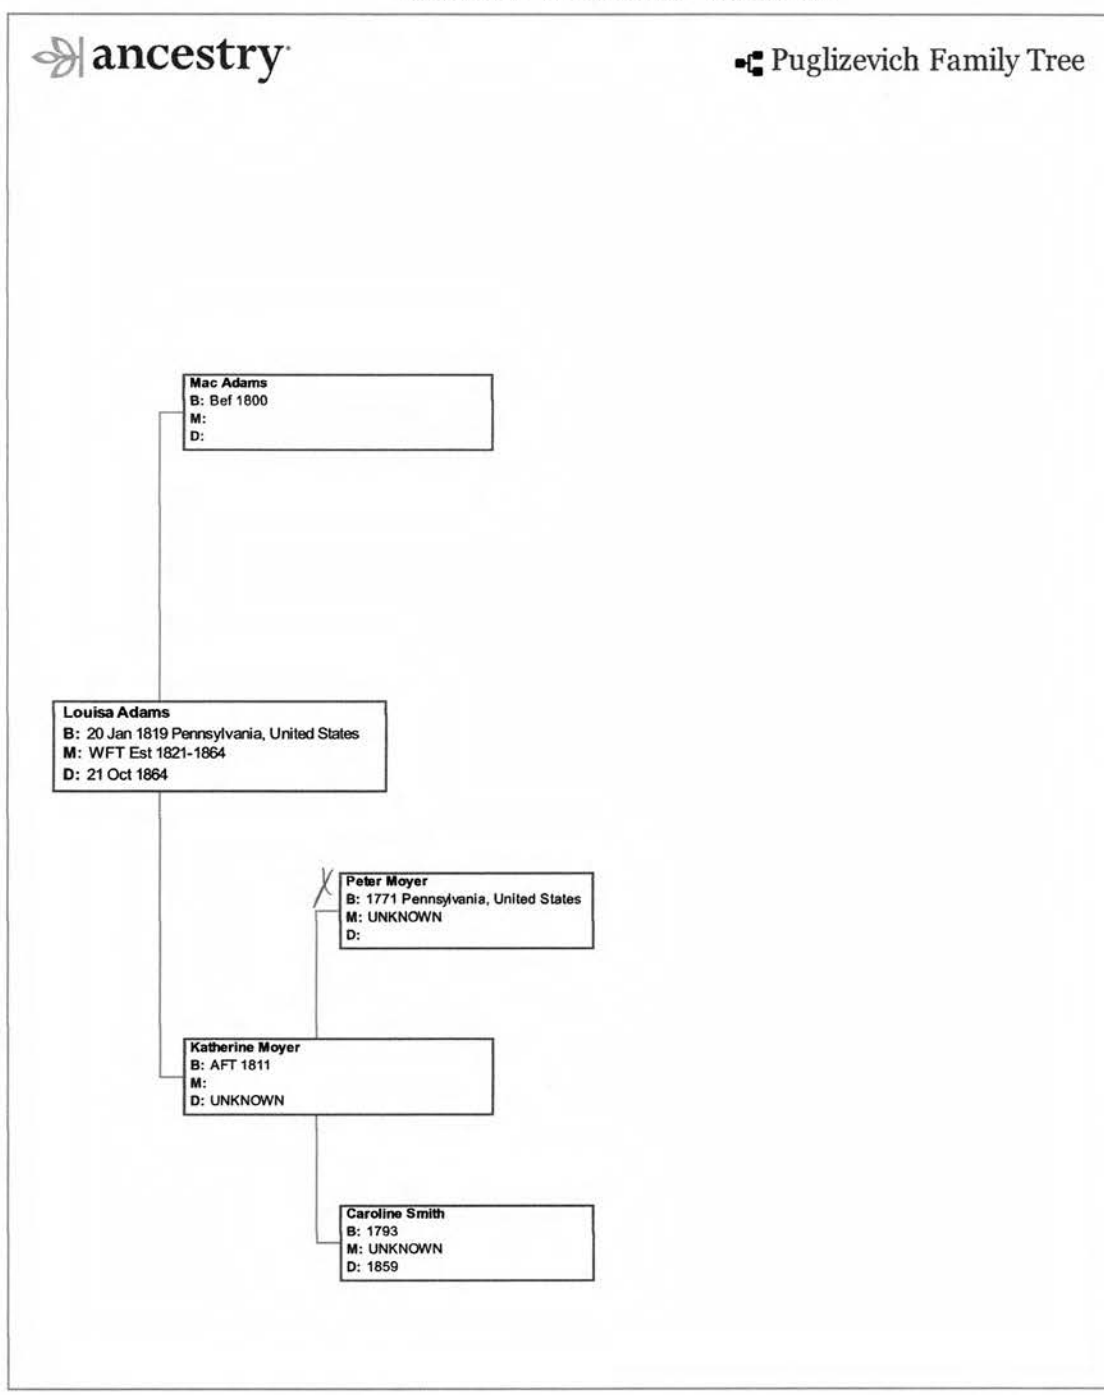 ancestry
Puglizevich Family Tree
Mac Adams
B: Bef 1800
M:
D:
Louisa Adams
B: 20 Jan 1819 Pennsylvania, United States
M: WFT Est 1821-1864
D: 21 Oct 1864
X
Peter Moyer
B: 1771 Pennsylvania, United States
M: UNKNOWN
D:
Katherine Moyer
B: AFT 1811
M:
D: UNKNOWN
Caroline Smith
B: 1793
M: UNKNOWN
D: 1859